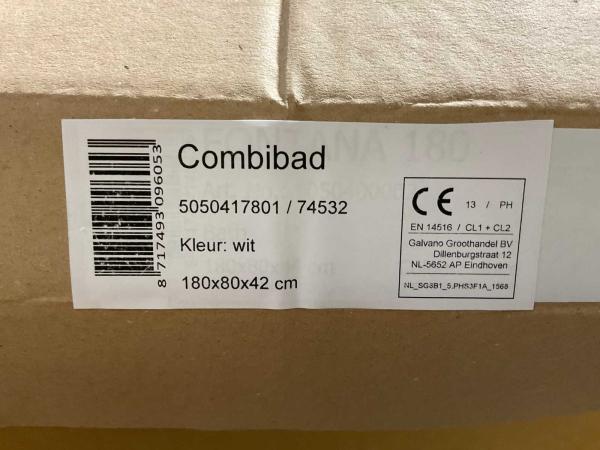 8 717493 096053
Combibad
5050417801 / 74532
Kleur: wit
180x80x42 cm
CE 13 / PH
EN 14516 / CL1 + CL2
Galvano Groothandel BV
Dillenburgstraat 12
NL-5652 AP Eindhoven
NL_SG8B1_5.PHS3F1A_1568